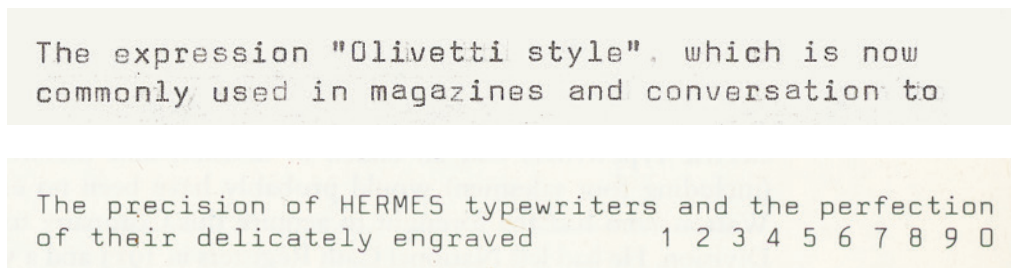 The expression "Olivetti style", which is now
commonly used in magazines and conversation to
The precision of HERMES typewriters and the perfection
of their delicately engraved 1 2 3 4 5 6 7 8 9 0